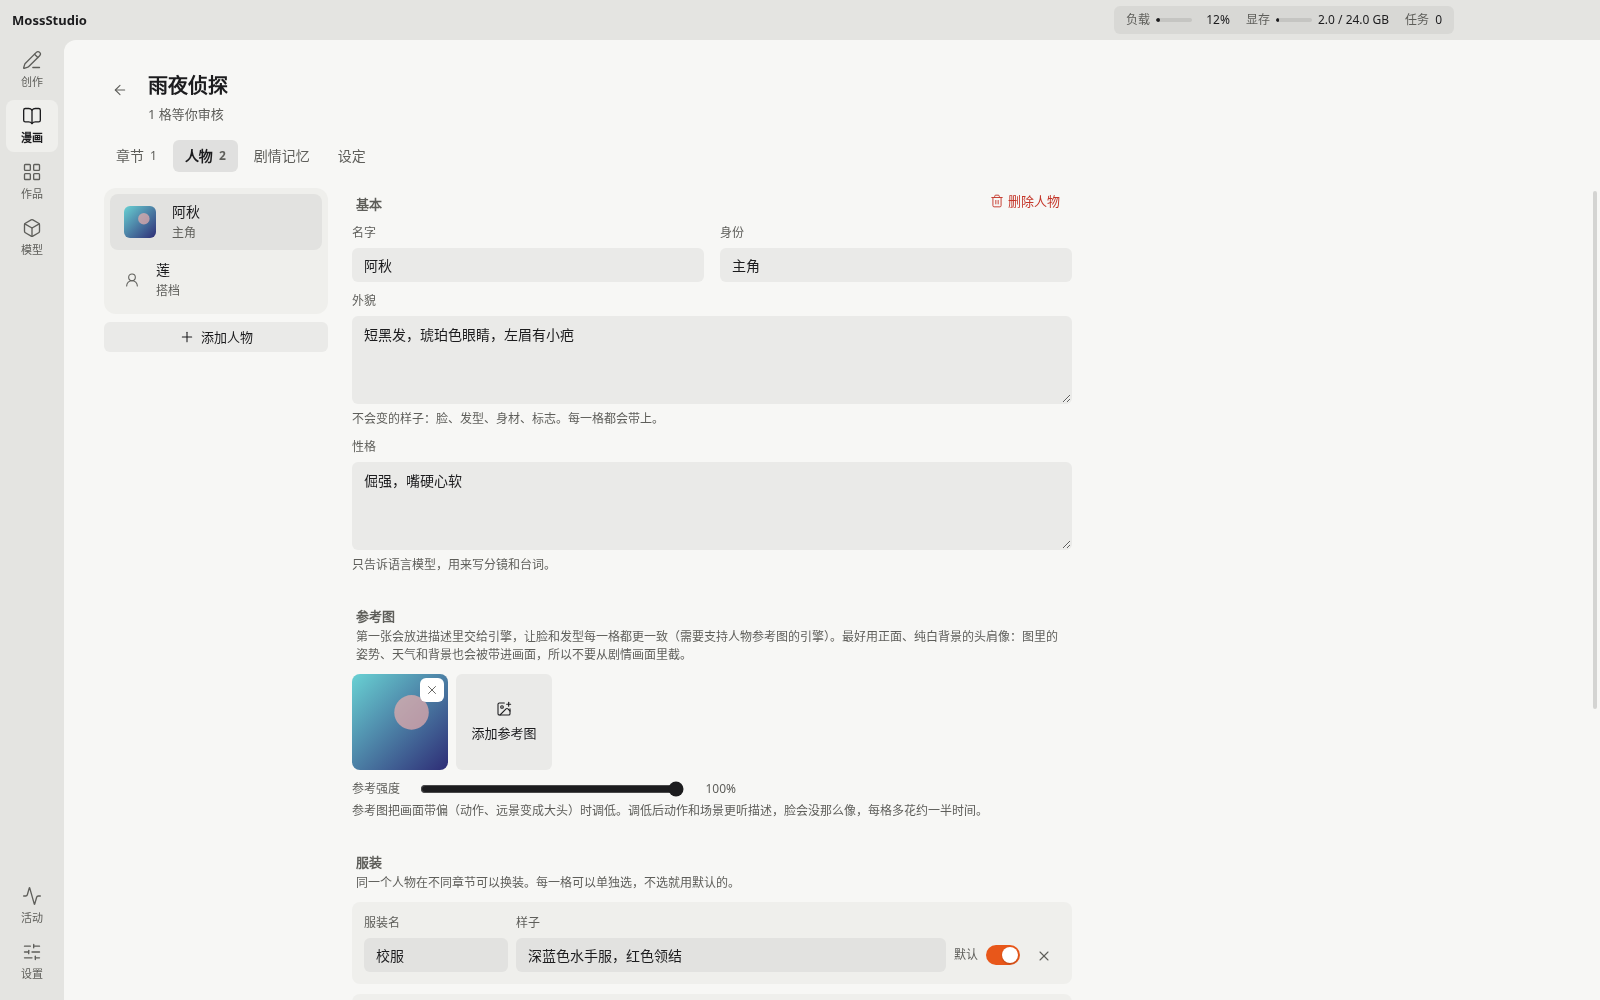 MossStudio
负载 12% 显存 2.0 / 24.0 GB 任务 0
创作
漫画
作品
模型
活动
设置
雨夜侦探
1 格等你审核
章节 1 人物 2 剧情记忆 设定
阿秋
主角
莲
搭档
添加人物
基本
删除人物
名字
阿秋
身份
主角
外貌
短黑发，琥珀色眼睛，左眉有小疤
不会变的样子：脸、发型、身材、标志。每一格都会带上。
性格
倔强，嘴硬心软
只告诉语言模型，用来写分镜和台词。
参考图
第一张会放进描述里交给引擎，让脸和发型每一格都更一致（需要支持人物参考图的引擎）。最好用正面、纯白背景的头肩像：图里的
姿势、天气和背景也会被带进画面，所以不要从剧情画面里截。
添加参考图
参考强度 100%
参考图把画面带偏（动作、远景变成大头）时调低。调低后动作和场景更听描述，脸会没那么像，每格多花约一半时间。
服装
同一个人物在不同章节可以换装。每一格可以单独选，不选就用默认的。
服装名 样子
校服 深蓝色水手服，红色领结 默认